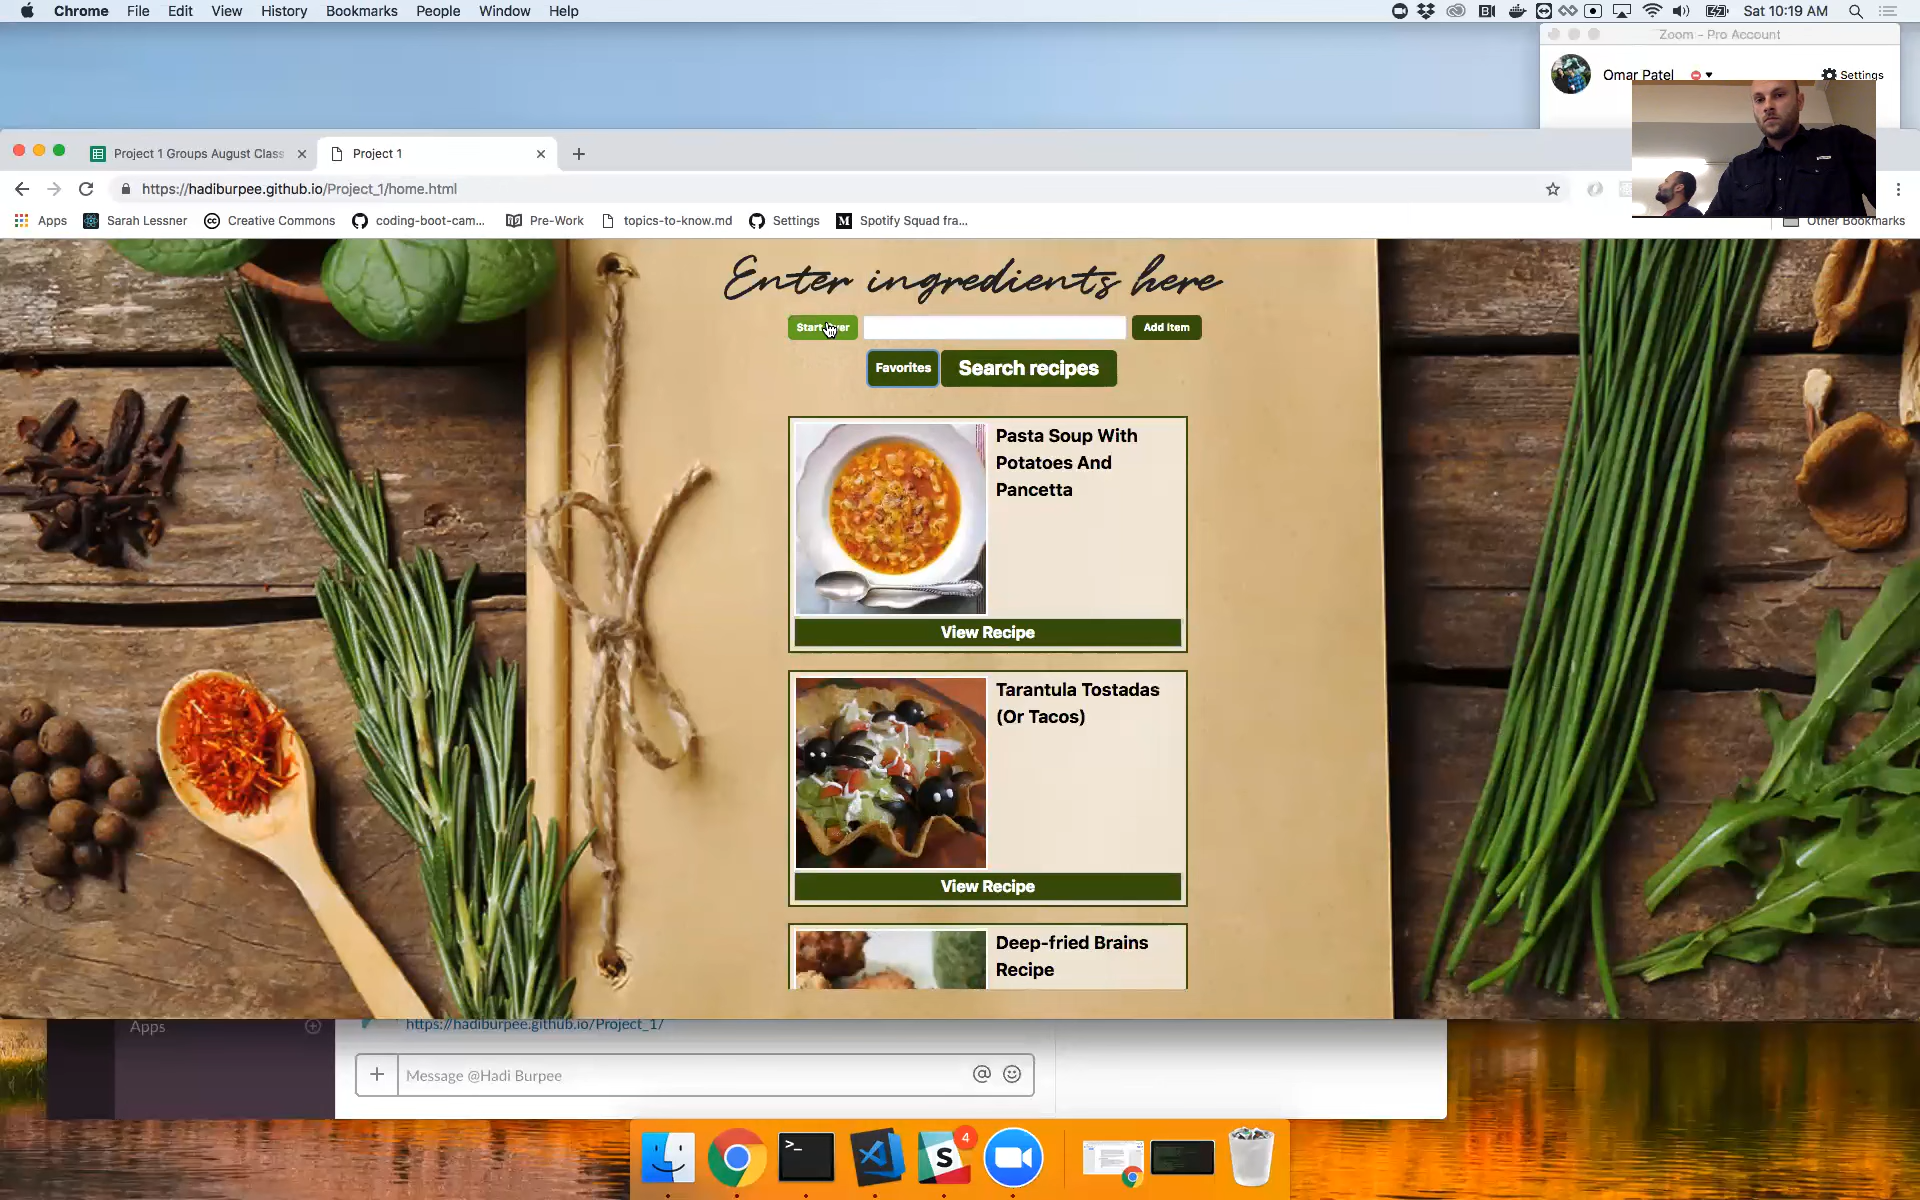 Chrome File Edit View History Bookmarks People Window Help
Sat 10:19 AM
Zoom - Pro Account
Omar Patel
Settings
Project 1 Groups August Class
Project 1
https://hadiburpee.github.io/Project_1/home.html
Apps
Sarah Lessner
Creative Commons
coding-boot-cam...
Pre-Work
topics-to-know.md
Settings
Spotify Squad fra...
Other Bookmarks
Enter ingredients here
Add Item
Favorites
Search recipes
Pasta Soup With
Potatoes And
Pancetta
View Recipe
Tarantula Tostadas
(Or Tacos)
View Recipe
Deep-fried Brains
Recipe
Apps
https://hadiburpee.github.io/Project_1/
Message @Hadi Burpee
4